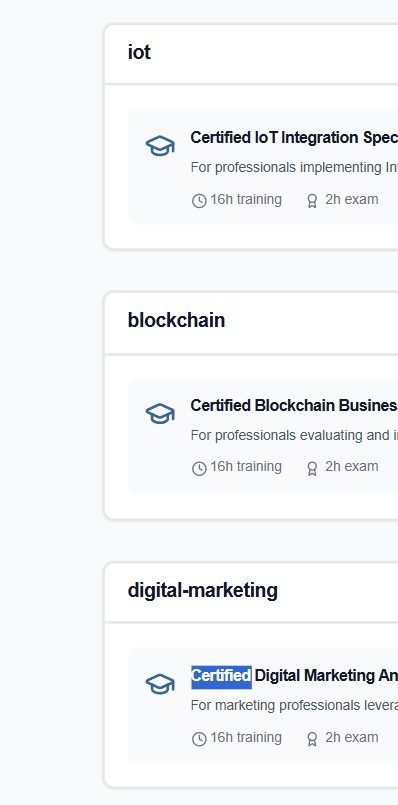 iot
Certified IoT Integration Spec
For professionals implementing In
16h training 2h exam
blockchain
Certified Blockchain Busines
For professionals evaluating and i
16h training 2h exam
digital-marketing
Certified Digital Marketing An
For marketing professionals levera
16h training 2h exam